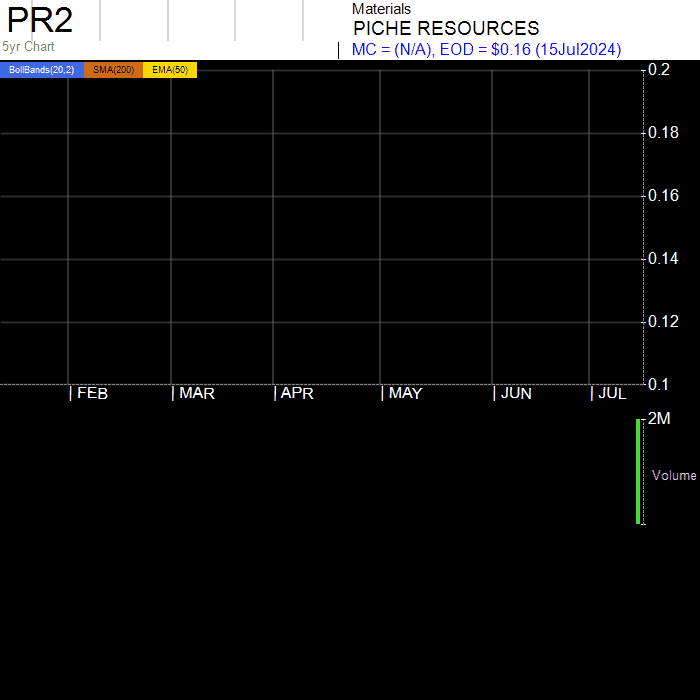 PR2
5yr Chart
Materials
PICHE RESOURCES
| MC = (N/A), EOD = $0.16 (15Jul2024)
BollBands(20,2) SMA(200) EMA(50)
0.2
0.18
0.16
0.14
0.12
0.1
| FEB | MAR | APR | MAY | JUN | JUL
2M
Volume